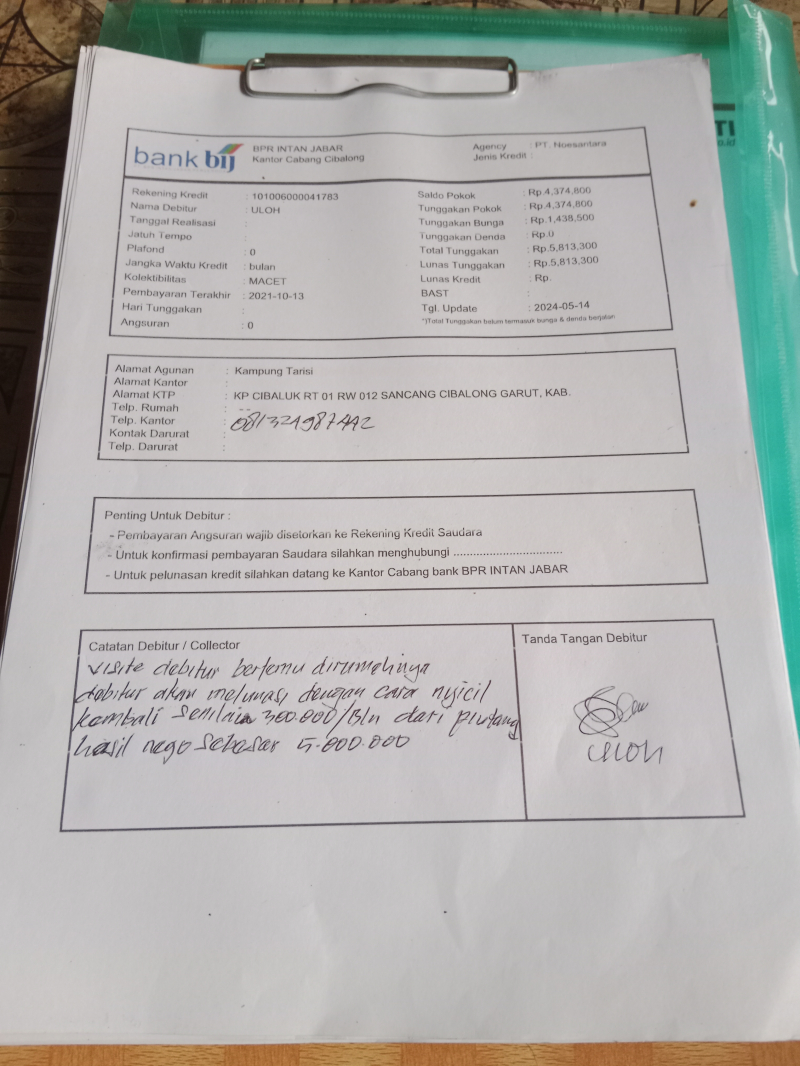 bank bij
BPR INTAN JABAR
Kantor Cabang Cibalong
Agency : PT. Noesantara
Jenis Kredit :
Rekening Kredit : 101006000041783
Nama Debitur : ULOH
Tanggal Realisasi :
Jatuh Tempo :
Plafond : 0
Jangka Waktu Kredit : bulan
Kolektibilitas : MACET
Pembayaran Terakhir : 2021-10-13
Hari Tunggakan :
Angsuran : 0
Saldo Pokok : Rp.4,374,800
Tunggakan Pokok : Rp.4,374,800
Tunggakan Bunga : Rp.1,438,500
Tunggakan Denda : Rp.0
Total Tunggakan : Rp.5,813,300
Lunas Tunggakan : Rp.5,813,300
Lunas Kredit : Rp.
BAST :
Tgl. Update : 2024-05-14
*)Total Tunggakan belum termasuk bunga & denda berjalan
Alamat Agunan : Kampung Tarisi
Alamat Kantor :
Alamat KTP : KP CIBALUK RT 01 RW 012 SANCANG CIBALONG GARUT, KAB.
Telp. Rumah : --
Telp. Kantor : 081321987442
Kontak Darurat :
Telp. Darurat :
Penting Untuk Debitur :
- Pembayaran Angsuran wajib disetorkan ke Rekening Kredit Saudara
- Untuk konfirmasi pembayaran Saudara silahkan menghubungi .................................
- Untuk pelunasan kredit silahkan datang ke Kantor Cabang bank BPR INTAN JABAR
Catatan Debitur / Collector
visite debitur bertemu dirumahnya
debitur akan melunasi dengan cara nyicil
kembali senilai 300.000/Bln dari piutang
hasil nego sebesar 5.000.000
Tanda Tangan Debitur
ULOH
TI
o.id